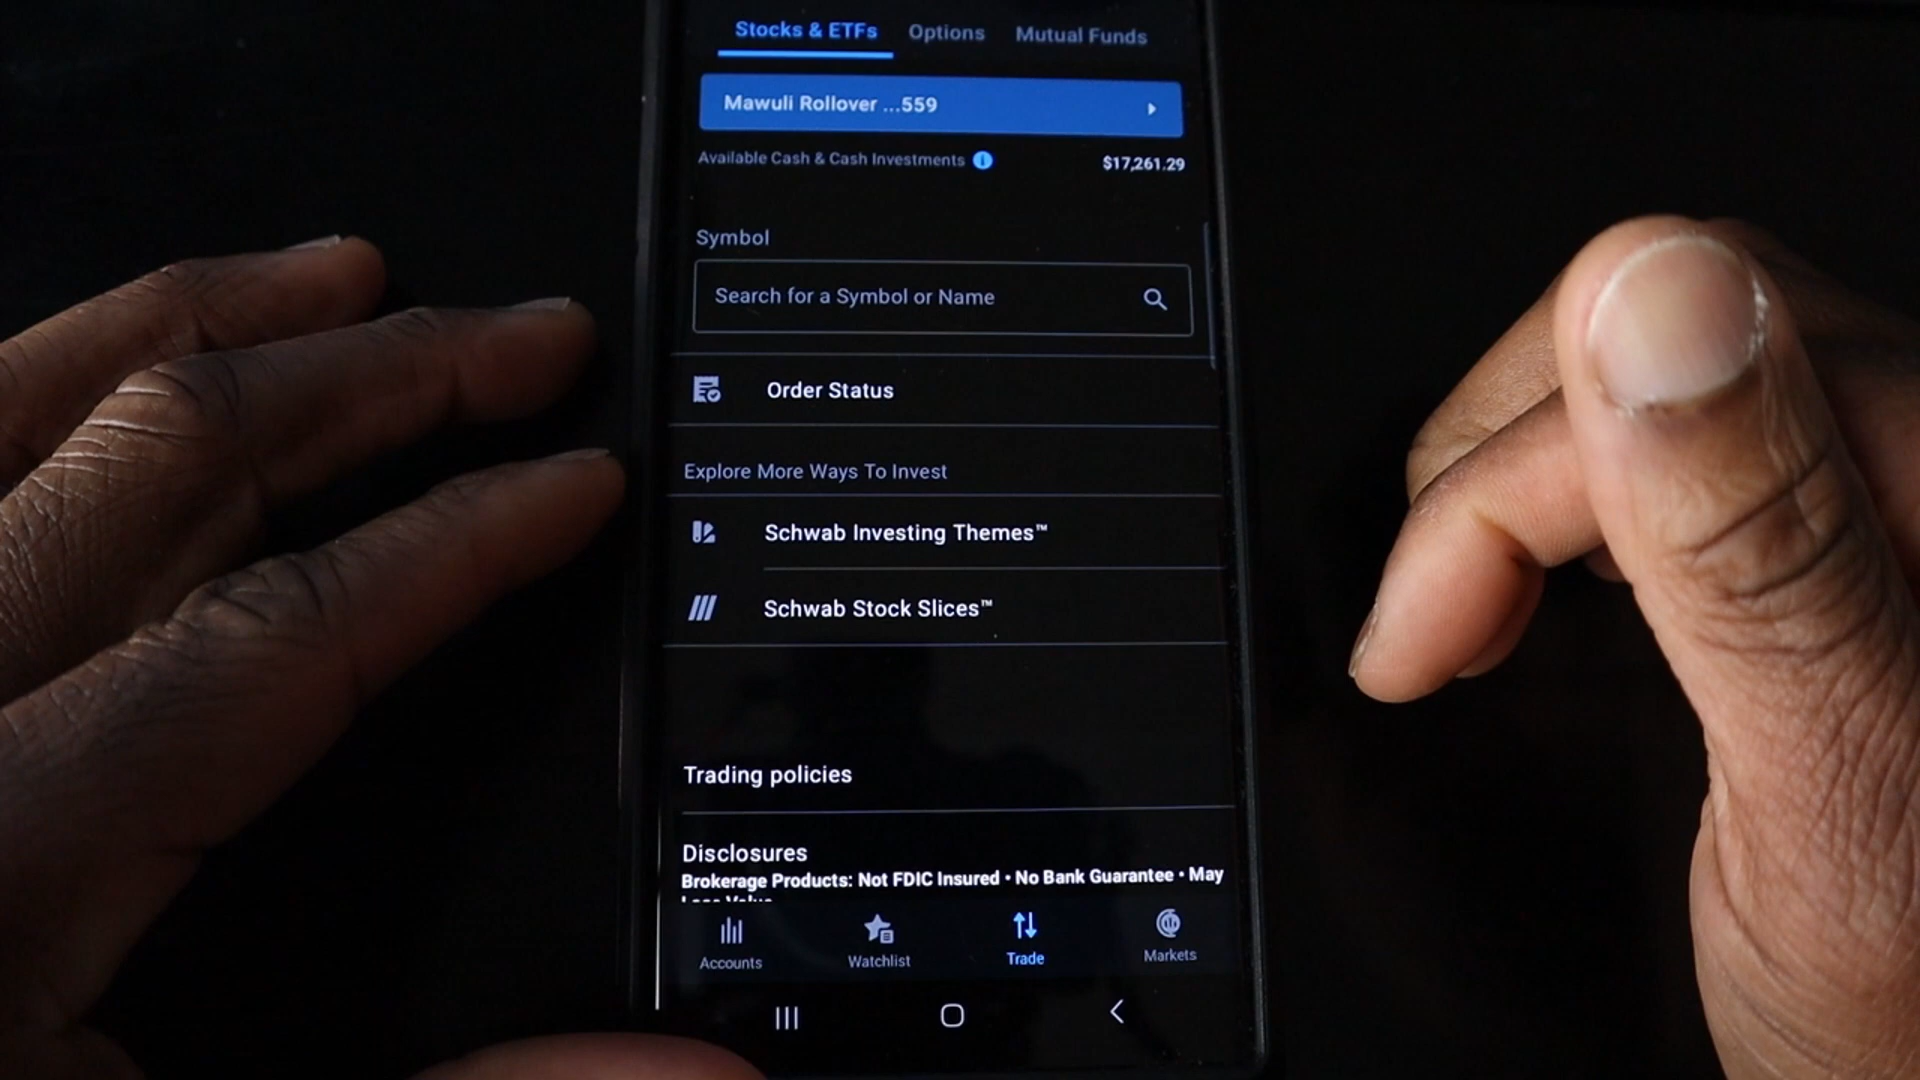 Stocks & ETFs Options Mutual Funds
Mawuli Rollover ...559
Available Cash & Cash Investments $17,261.29
Symbol
Search for a Symbol or Name
Order Status
Explore More Ways To Invest
Schwab Investing Themes™
Schwab Stock Slices™
Trading policies
Disclosures
Brokerage Products: Not FDIC Insured • No Bank Guarantee • May
Accounts Watchlist Trade Markets